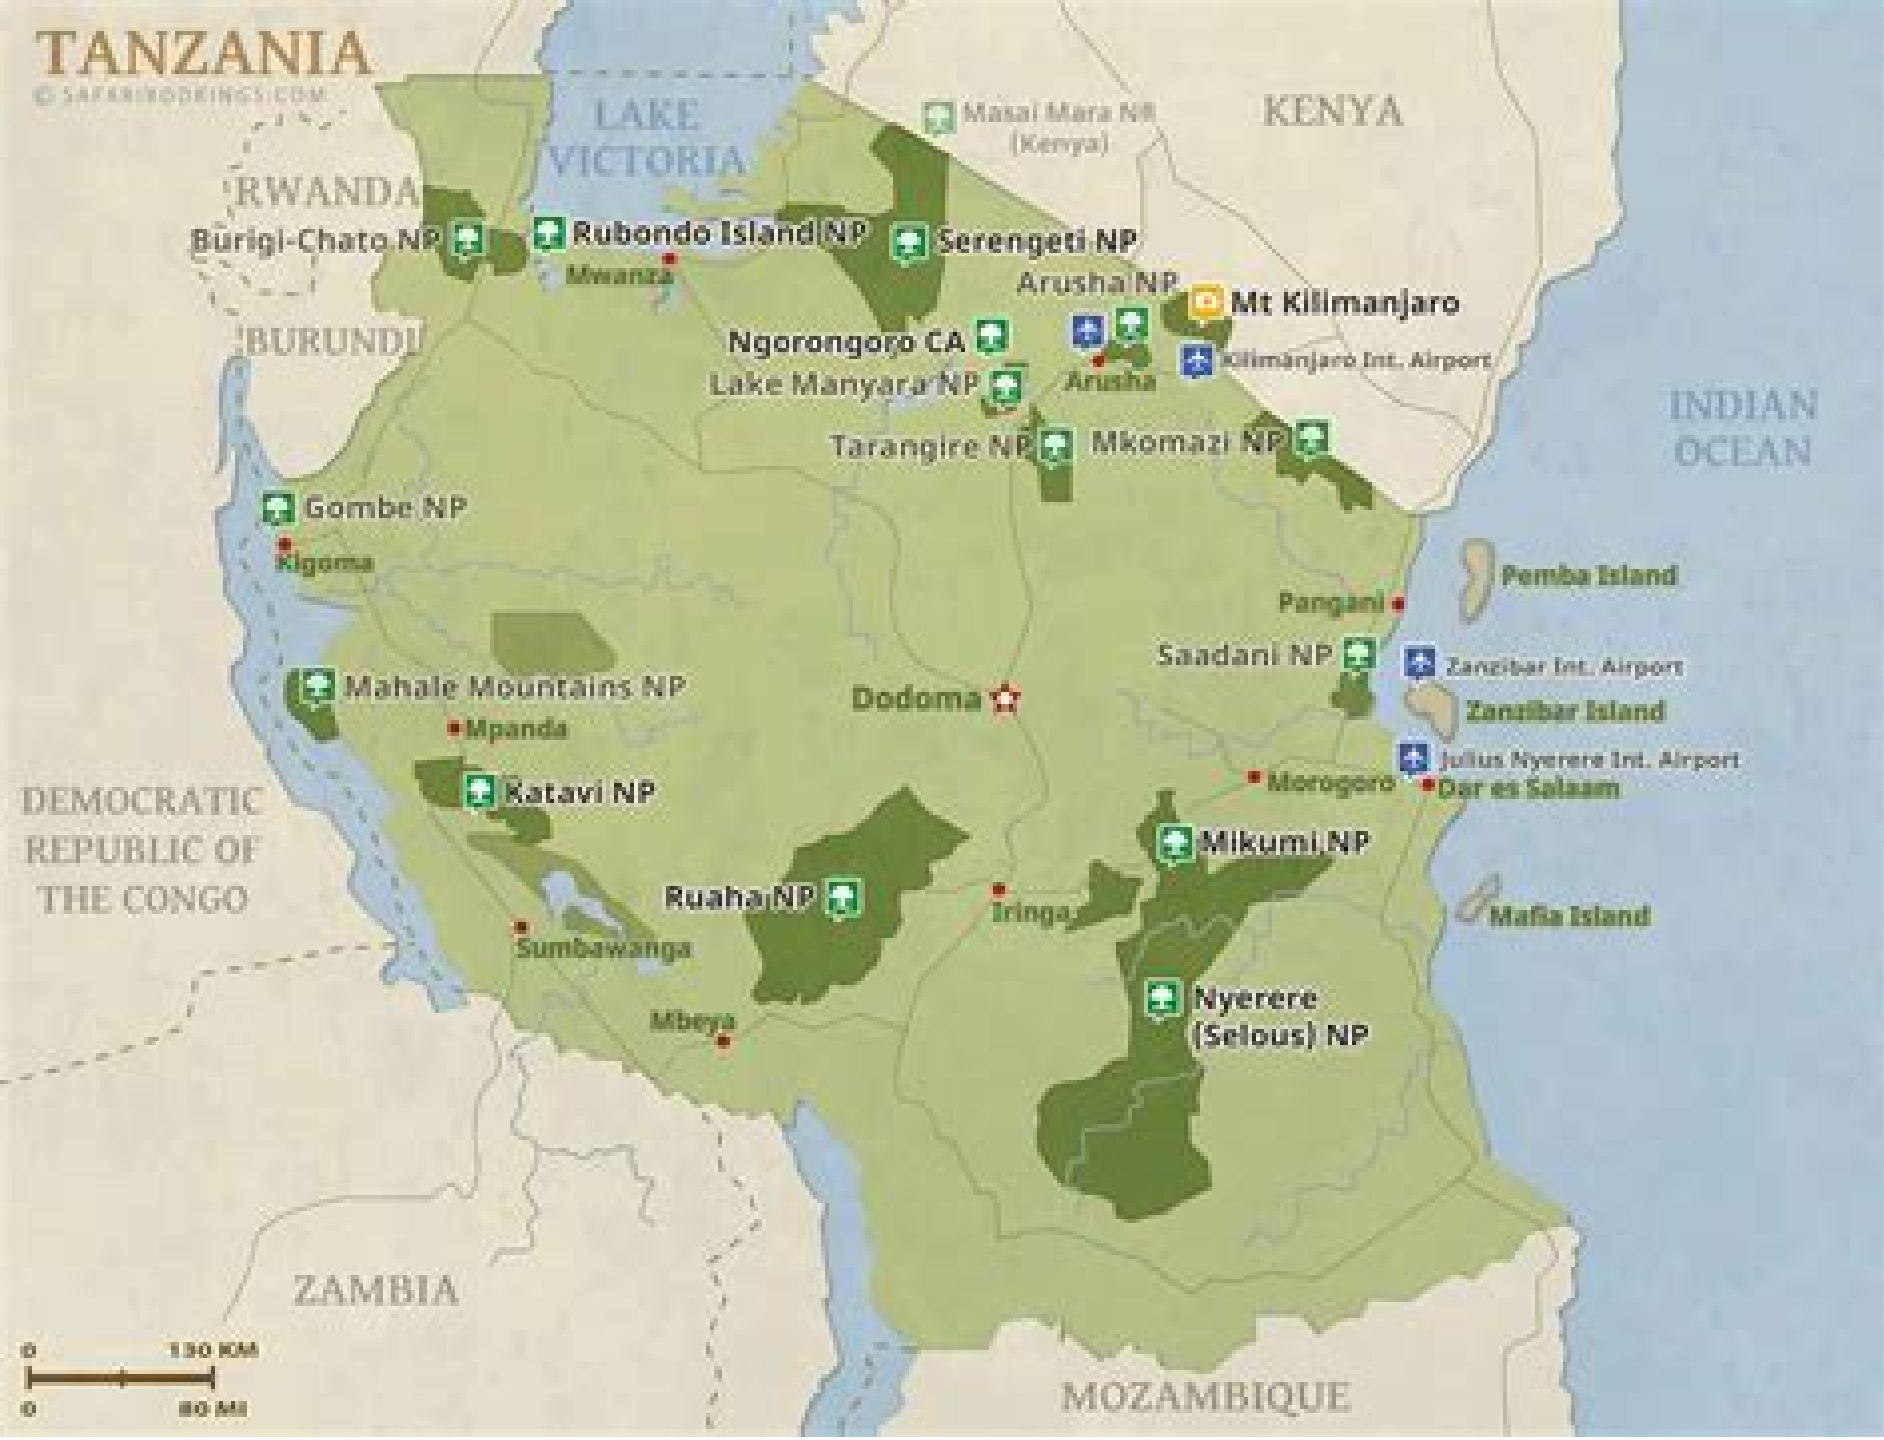 TANZANIA
© SAFARIBOOKINGS.COM
LAKE
VICTORIA
Masai Mara NR
(Kenya)
KENYA
RWANDA
Burigi-Chato NP
Rubondo Island NP
Serengeti NP
Mwanza
Arusha NP
Mt Kilimanjaro
BURUNDI
Ngorongoro CA
Kilimanjaro Int. Airport
Lake Manyara NP
Arusha
INDIAN
OCEAN
Tarangire NP
Mkomazi NP
Gombe NP
Kigoma
Pemba Island
Pangani
Saadani NP
Zanzibar Int. Airport
Mahale Mountains NP
Dodoma
Zanzibar Island
Mpanda
Julius Nyerere Int. Airport
Katavi NP
Morogoro
Dar es Salaam
DEMOCRATIC
REPUBLIC OF
THE CONGO
Mikumi NP
Ruaha NP
Iringa
Mafia Island
Sumbawanga
Nyerere
(Selous) NP
Mbeya
ZAMBIA
0 130 KM
0 80 MI
MOZAMBIQUE